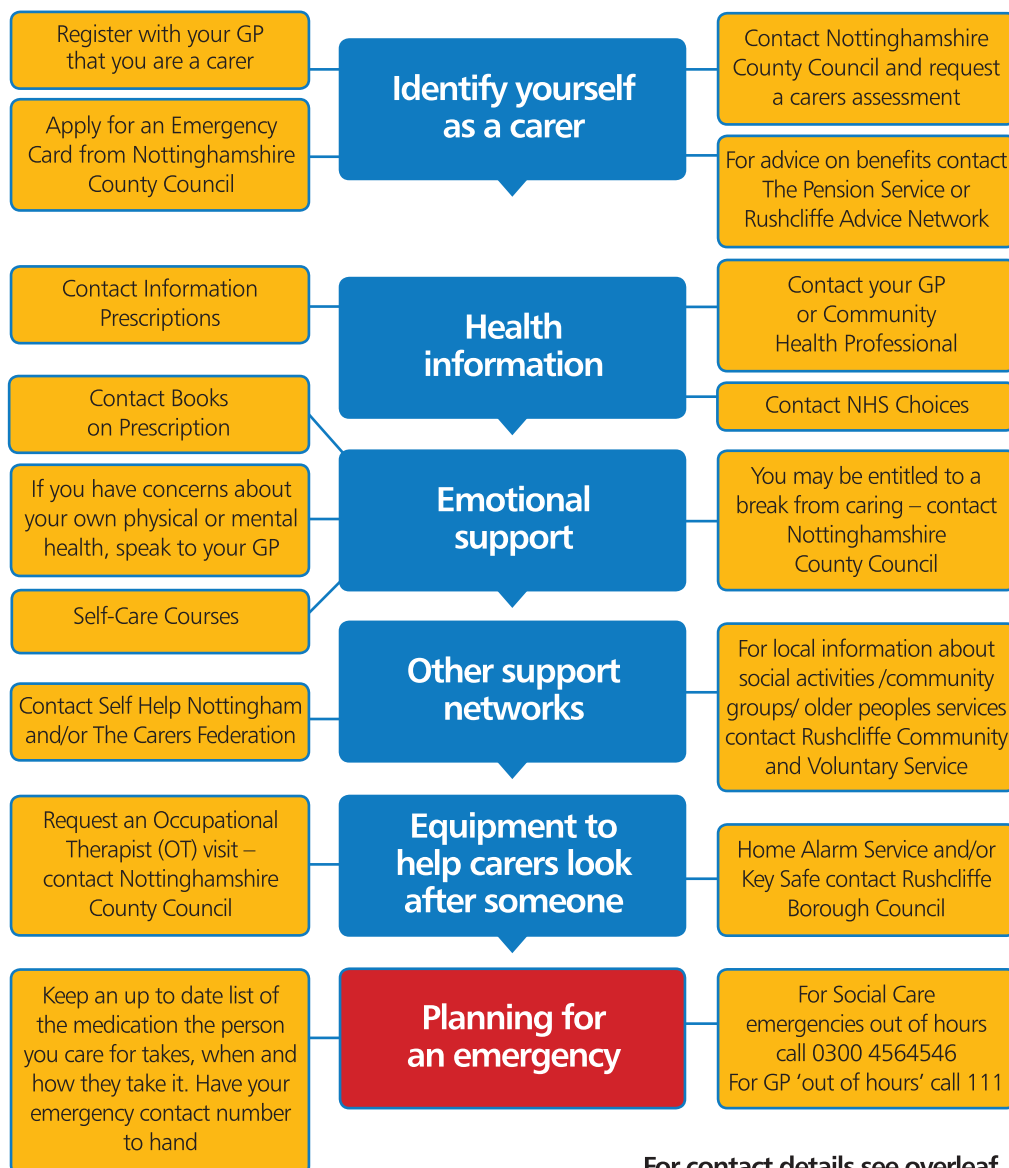 Register with your GP
that you are a carer
Apply for an Emergency
Card from Nottinghamshire
County Council
Identify yourself
as a carer
Contact Nottinghamshire
County Council and request
a carers assessment
For advice on benefits contact
The Pension Service or
Rushcliffe Advice Network
Contact Information
Prescriptions
Health
information
Contact your GP
or Community
Health Professional
Contact NHS Choices
Contact Books
on Prescription
If you have concerns about
your own physical or mental
health, speak to your GP
Self-Care Courses
Emotional
support
You may be entitled to a
break from caring – contact
Nottinghamshire
County Council
Contact Self Help Nottingham
and/or The Carers Federation
Other support
networks
For local information about
social activities /community
groups/ older peoples services
contact Rushcliffe Community
and Voluntary Service
Request an Occupational
Therapist (OT) visit –
contact Nottinghamshire
County Council
Equipment to
help carers look
after someone
Home Alarm Service and/or
Key Safe contact Rushcliffe
Borough Council
Keep an up to date list of
the medication the person
you care for takes, when and
how they take it. Have your
emergency contact number
to hand
Planning for
an emergency
For Social Care
emergencies out of hours
call 0300 4564546
For GP ‘out of hours’ call 111
For contact details see overleaf